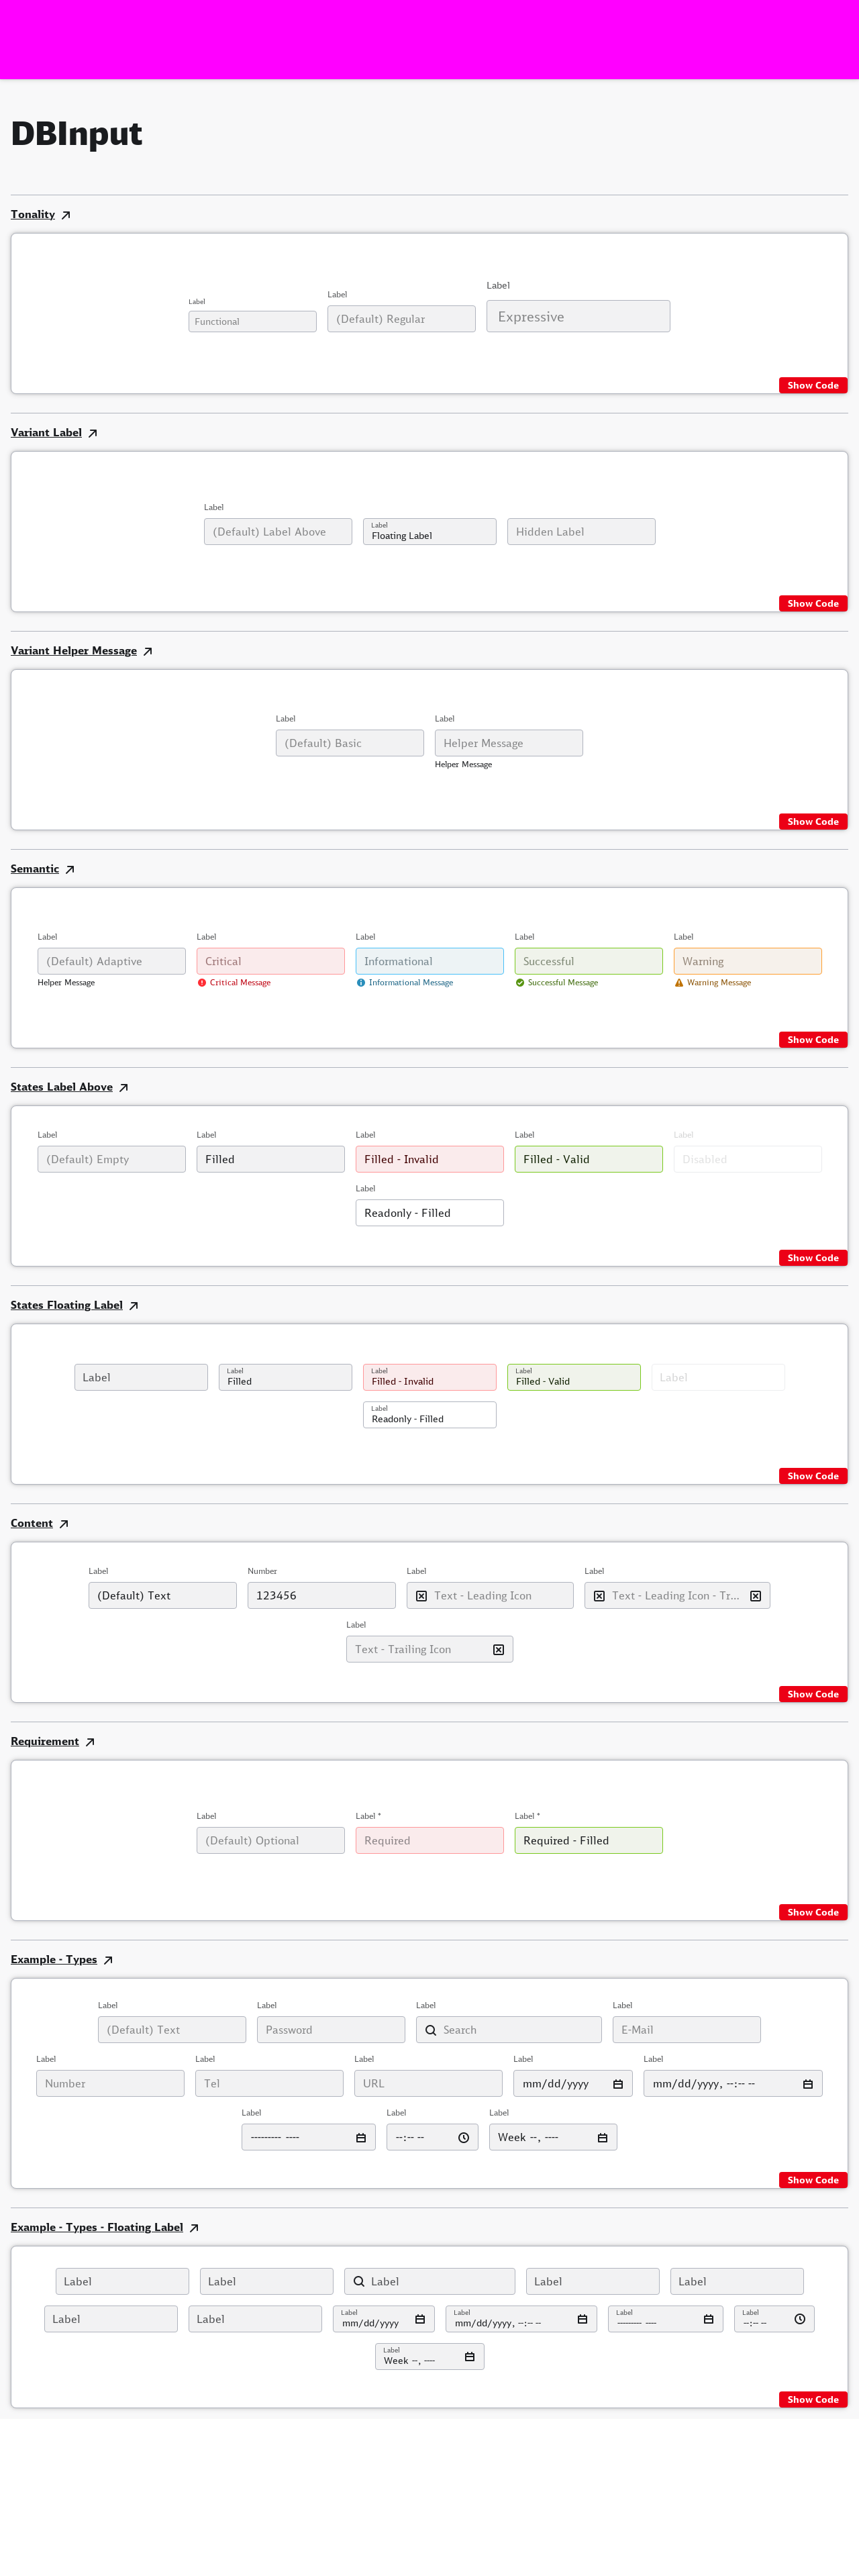 DBInput
Tonality
Label
Label
Label
Functional
(Default) Regular
Expressive
Show Code
Variant Label
Label
(Default) Label Above
Label
Floating Label
Hidden Label
Show Code
Variant Helper Message
Label
Label
(Default) Basic
Helper Message
Helper Message
Show Code
Semantic
Label
Label
Label
Label
Label
(Default) Adaptive
Critical
Informational
Successful
Warning
Helper Message
Critical Message
Informational Message
Successful Message
Warning Message
Show Code
States Label Above
Label
Label
Label
Label
Label
(Default) Empty
Filled
Filled - Invalid
Filled - Valid
Disabled
Label
Readonly - Filled
Show Code
States Floating Label
Label
Label
Filled
Label
Filled - Invalid
Label
Filled - Valid
Label
Label
Readonly - Filled
Show Code
Content
Label
Number
Label
Label
(Default) Text
123456
Text - Leading Icon
Text - Leading Icon - Tr...
Label
Text - Trailing Icon
Show Code
Requirement
Label
Label *
Label *
(Default) Optional
Required
Required - Filled
Show Code
Example - Types
Label
Label
Label
Label
(Default) Text
Password
Search
E-Mail
Label
Label
Label
Label
Label
Number
Tel
URL
mm/dd/yyyy
mm/dd/yyyy, --:-- --
Label
Label
Label
--------- ----
--:-- --
Week --, ----
Show Code
Example - Types - Floating Label
Label
Label
Label
Label
Label
Label
Label
Label
mm/dd/yyyy
Label
mm/dd/yyyy, --:-- --
Label
--------- ----
Label
--:-- --
Label
Week --, ----
Show Code